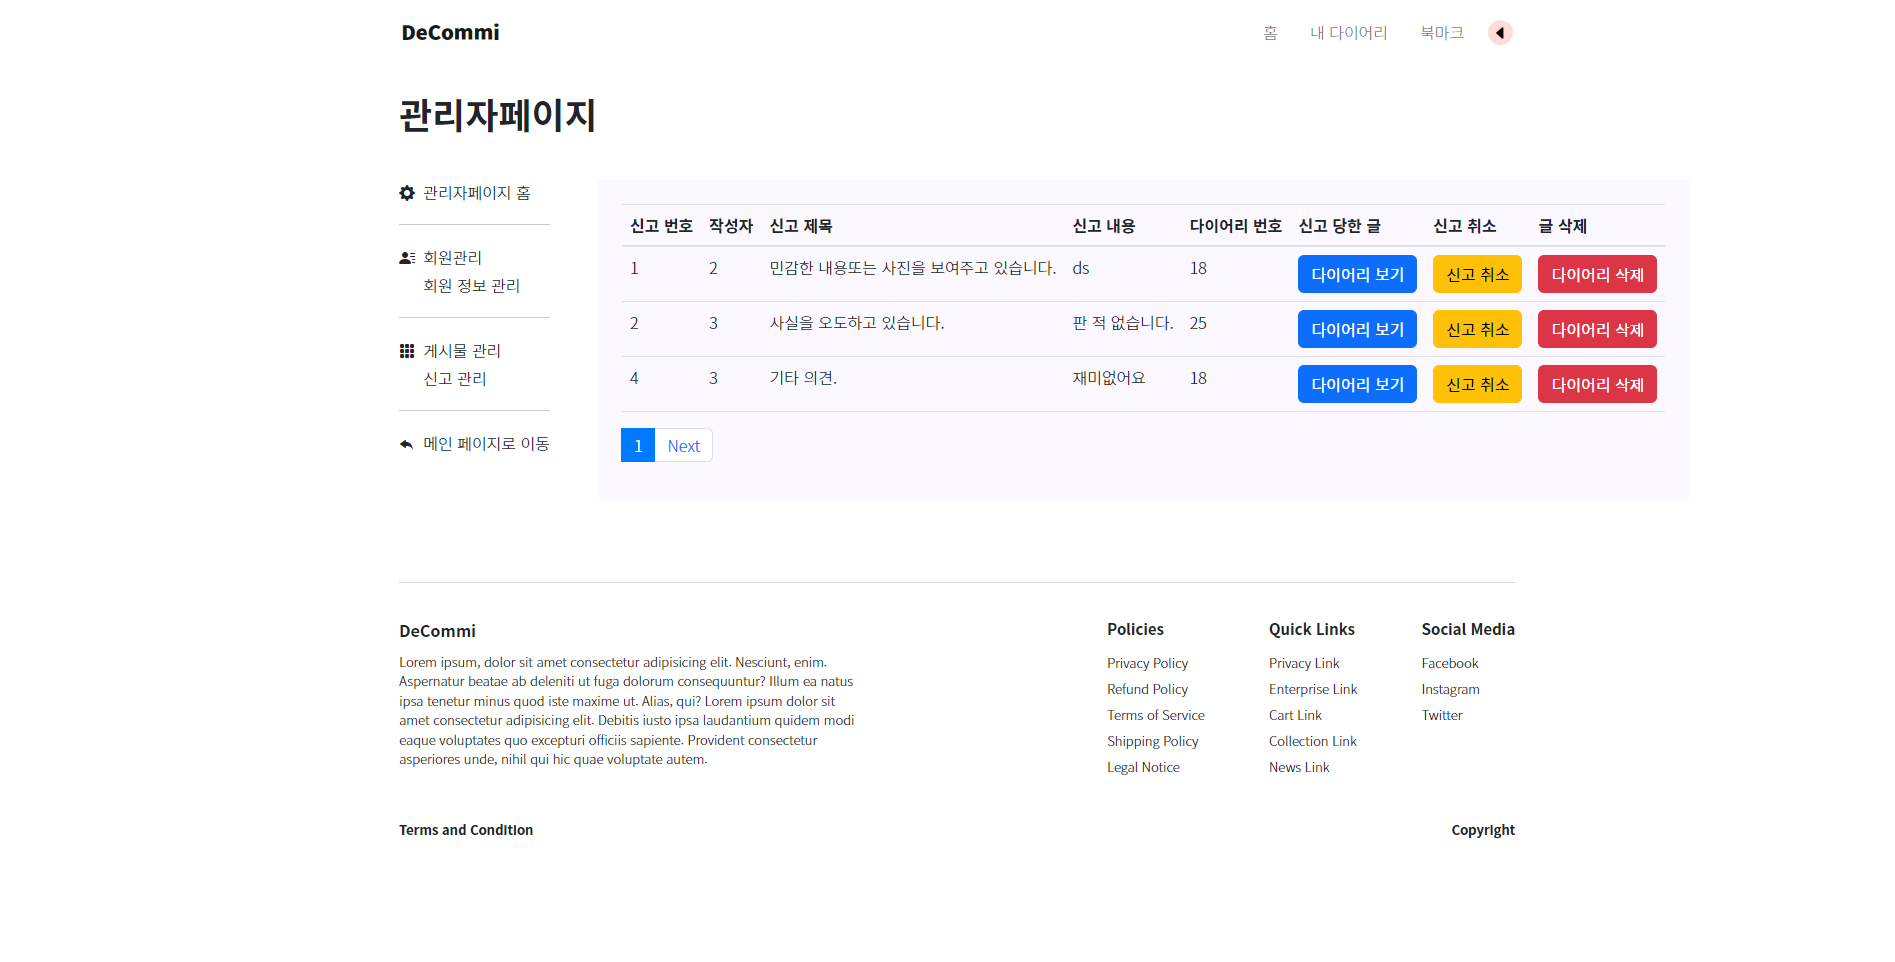 DeCommi
홈 내 다이어리 북마크
관리자페이지
관리자페이지 홈
회원관리
회원 정보 관리
게시물 관리
신고 관리
메인 페이지로 이동
신고 번호 작성자 신고 제목 신고 내용 다이어리 번호 신고 당한 글 신고 취소 글 삭제
1 2 민감한 내용또는 사진을 보여주고 있습니다. ds 18 다이어리 보기 신고 취소 다이어리 삭제
2 3 사실을 오도하고 있습니다. 판 적 없습니다. 25 다이어리 보기 신고 취소 다이어리 삭제
4 3 기타 의견. 재미없어요 18 다이어리 보기 신고 취소 다이어리 삭제
1 Next
DeCommi
Lorem ipsum, dolor sit amet consectetur adipisicing elit. Nesciunt, enim.
Aspernatur beatae ab deleniti ut fuga dolorum consequuntur? Illum ea natus
ipsa tenetur minus quod iste maxime ut. Alias, qui? Lorem ipsum dolor sit
amet consectetur adipisicing elit. Debitis iusto ipsa laudantium quidem modi
eaque voluptates quo excepturi officiis sapiente. Provident consectetur
asperiores unde, nihil qui hic quae voluptate autem.
Policies
Privacy Policy
Refund Policy
Terms of Service
Shipping Policy
Legal Notice
Quick Links
Privacy Link
Enterprise Link
Cart Link
Collection Link
News Link
Social Media
Facebook
Instagram
Twitter
Terms and Condition
Copyright